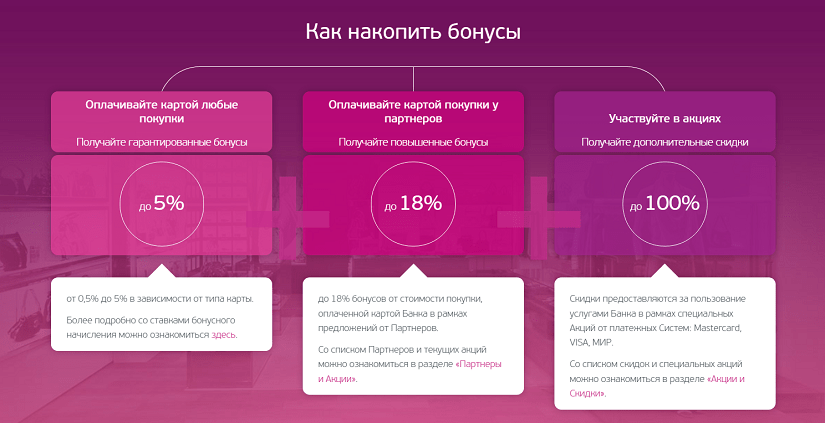 Как накопить бонусы
Оплачивайте картой любые
покупки
Получайте гарантированные бонусы
до 5%
от 0,5% до 5% в зависимости от типа карты.
Более подробно со ставками бонусного
начисления можно ознакомиться здесь.
Оплачивайте картой покупки у
партнеров
Получайте повышенные бонусы
до 18%
до 18% бонусов от стоимости покупки,
оплаченной картой Банка в рамках
предложений от Партнеров.
Со списком Партнеров и текущих акций
можно ознакомиться в разделе «Партнеры
и Акции».
Участвуйте в акциях
Получайте дополнительные скидки
до 100%
Скидки предоставляются за пользование
услугами Банка в рамках специальных
Акций от платежных Систем: Mastercard,
VISA, МИР.
Со списком скидок и специальных акций
можно ознакомиться в разделе «Акции и
Скидки».